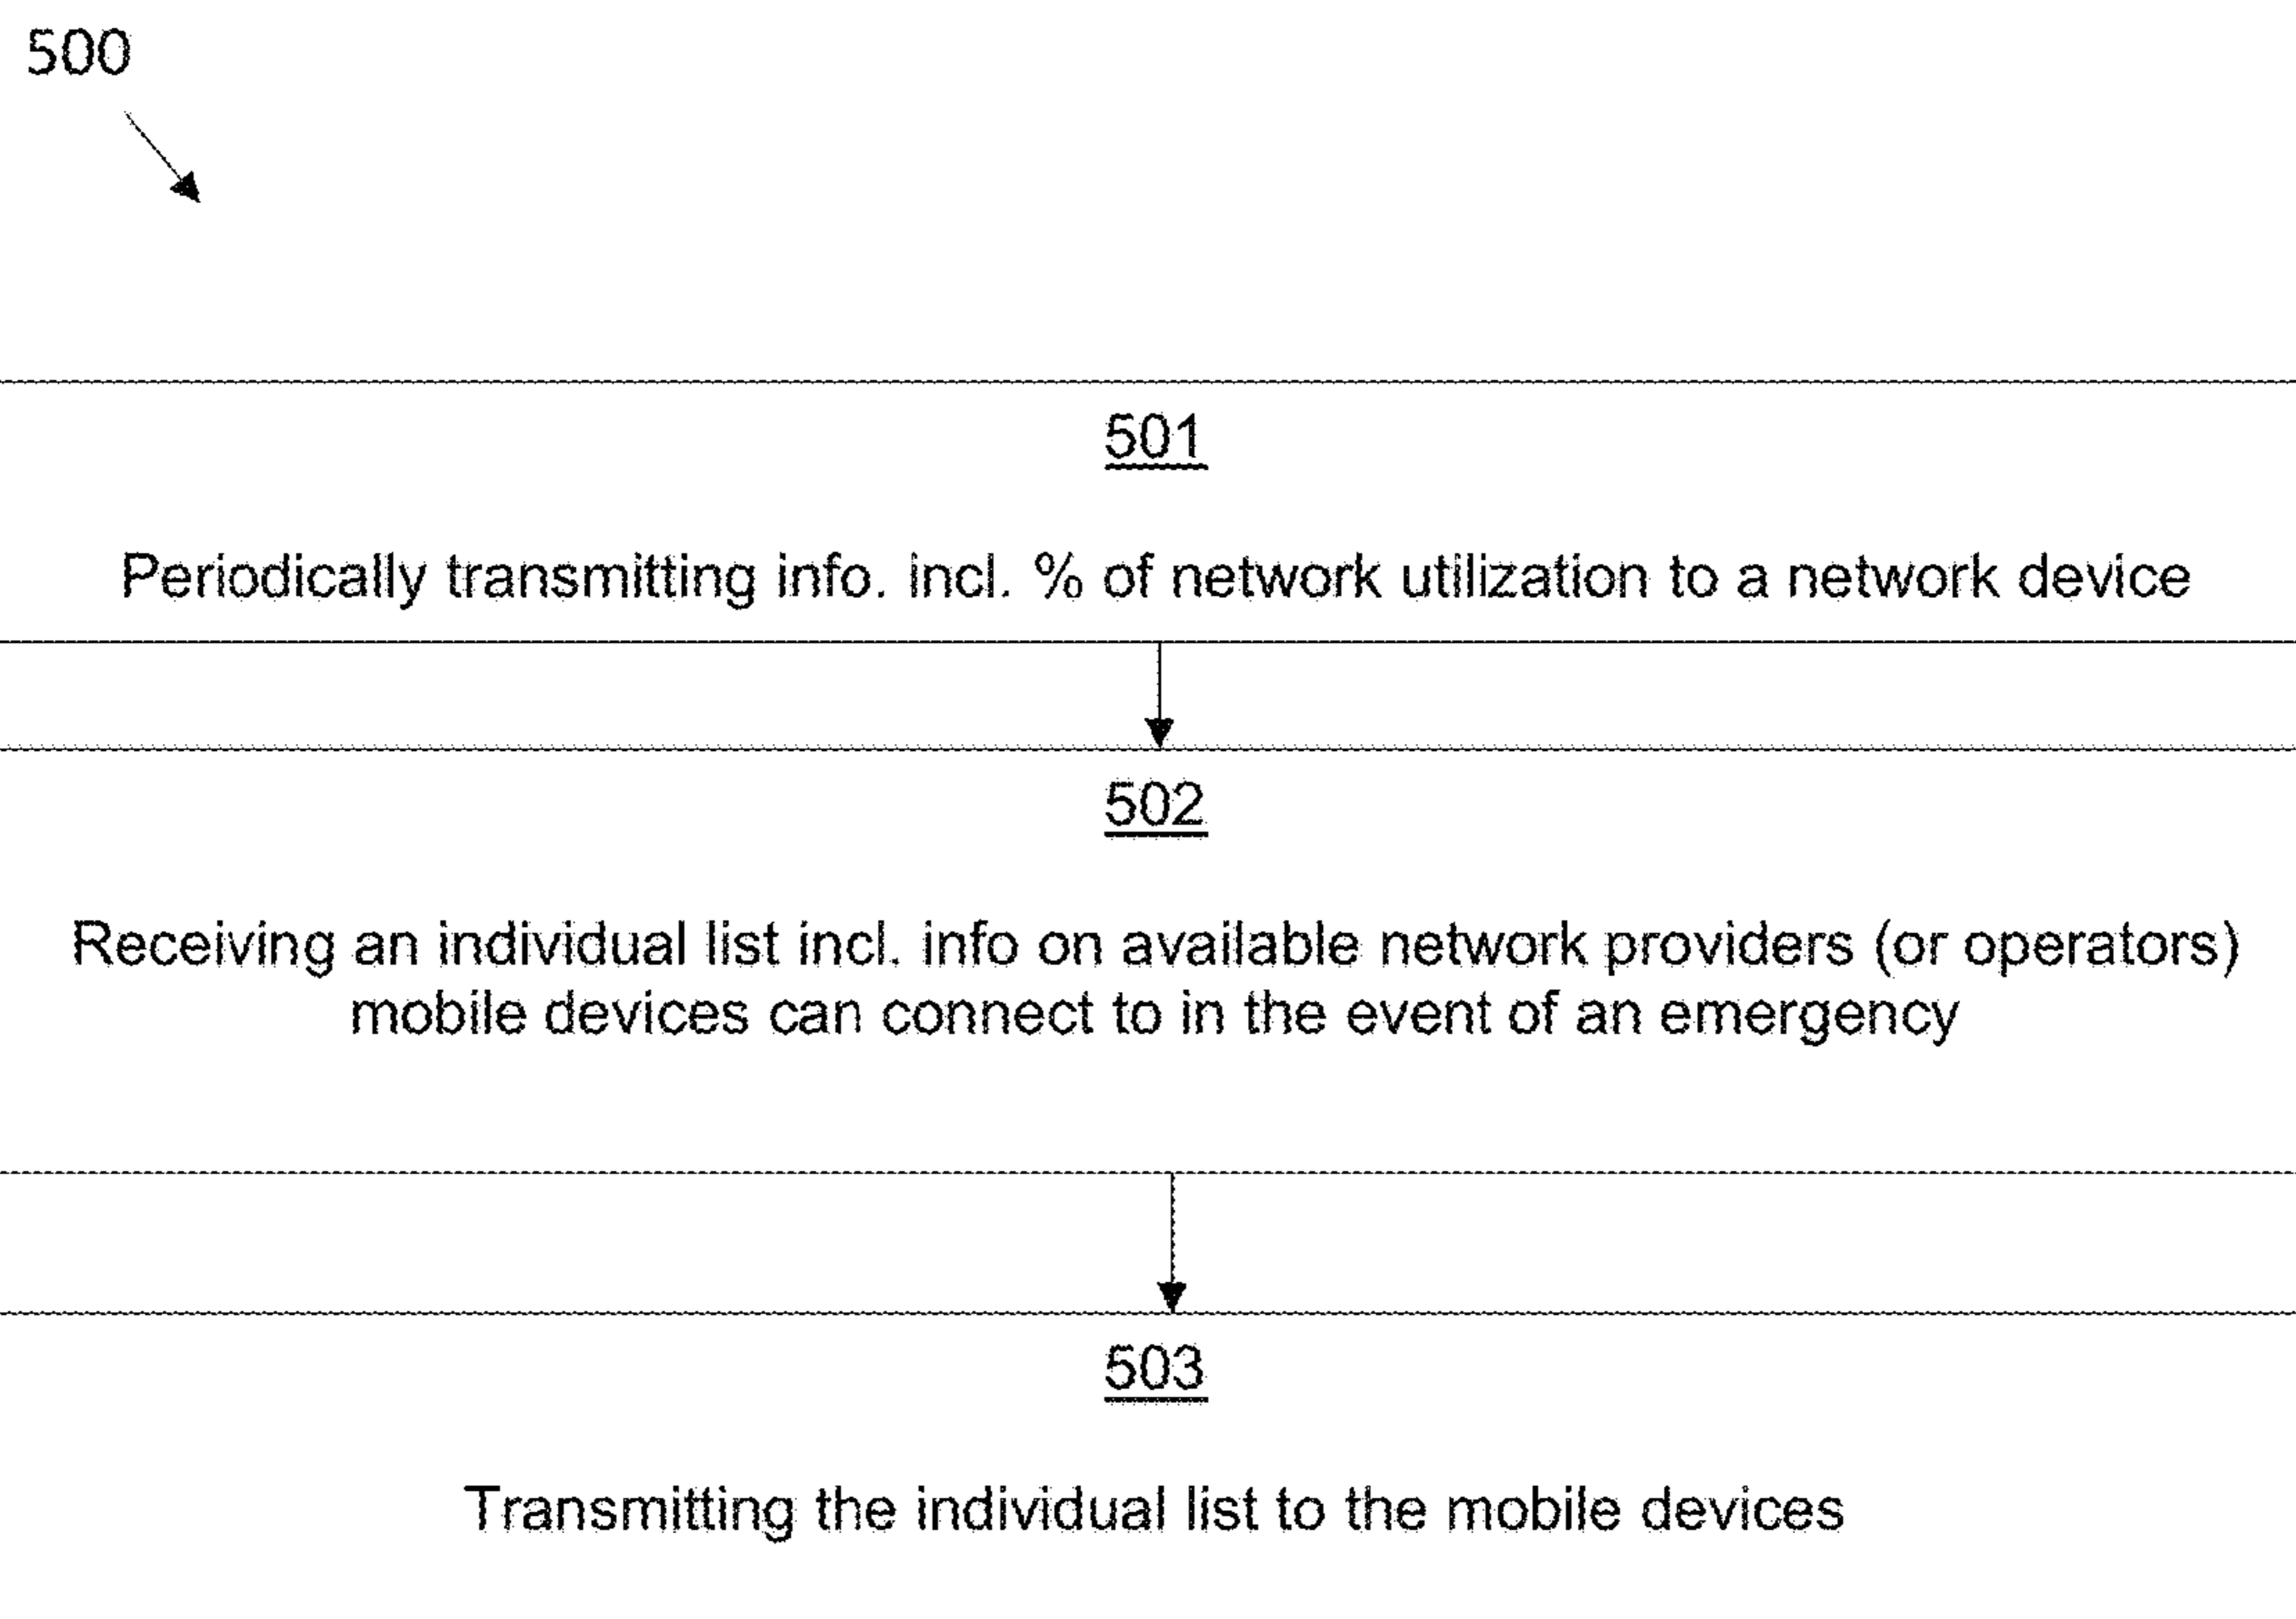 500
501
Periodically transmitting info. incl. % of network utilization to a network device
502
Receiving an individual list incl. info on available network providers (or operators)
mobile devices can connect to in the event of an emergency
503
Transmitting the individual list to the mobile devices